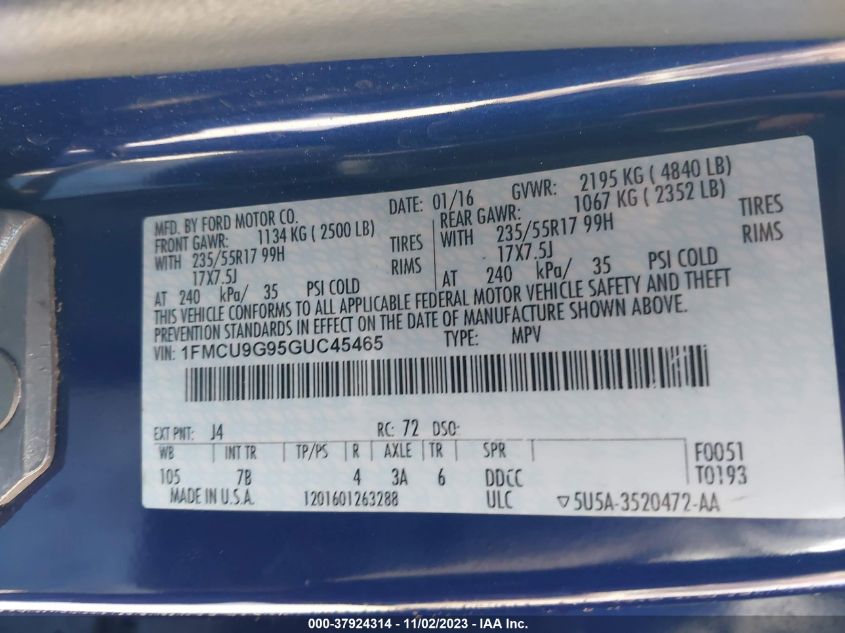 MFD. BY FORD MOTOR CO.
DATE: 01/16 GVWR: 2195 KG ( 4840 LB)
FRONT GAWR: 1134 KG ( 2500 LB) REAR GAWR: 1067 KG ( 2352 LB)
WITH 235/55R17 99H TIRES WITH 235/55R17 99H TIRES
17X7.5J RIMS 17X7.5J RIMS
AT 240 kPa/ 35 PSI COLD AT 240 kPa/ 35 PSI COLD
THIS VEHICLE CONFORMS TO ALL APPLICABLE FEDERAL MOTOR VEHICLE SAFETY AND THEFT
PREVENTION STANDARDS IN EFFECT ON THE DATE OF MANUFACTURE SHOWN ABOVE.
VIN: 1FMCU9G95GUC45465 TYPE: MPV
EXT PNT: J4 RC: 72 DSO:
WB INT TR TP/PS R AXLE TR SPR F0051
105 7B 4 3A 6 DDCC T0193
MADE IN U.S.A. 1201601263288 ULC ▽5U5A-3520472-AA
000-37924314 - 11/02/2023 - © Copyright 2023 - IAA Inc.